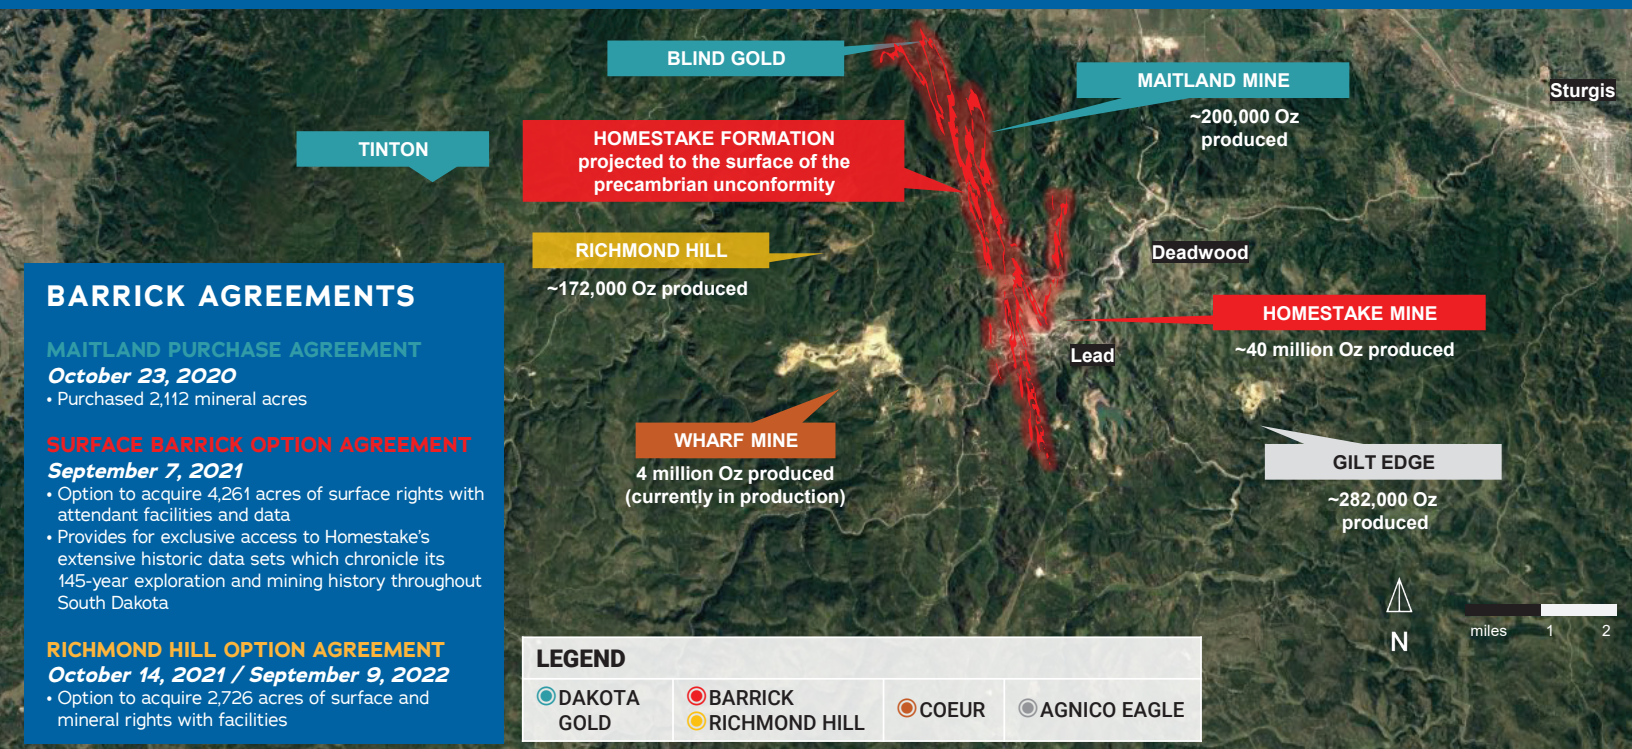 BLIND GOLD
MAITLAND MINE
~200,000 Oz
produced
Sturgis
TINTON
HOMESTAKE FORMATION
projected to the surface of the
precambrian unconformity
RICHMOND HILL
~172,000 Oz produced
Deadwood
HOMESTAKE MINE
~40 million Oz produced
Lead
WHARF MINE
4 million Oz produced
(currently in production)
GILT EDGE
~282,000 Oz
produced
BARRICK AGREEMENTS
MAITLAND PURCHASE AGREEMENT
October 23, 2020
• Purchased 2,112 mineral acres
SURFACE BARRICK OPTION AGREEMENT
September 7, 2021
• Option to acquire 4,261 acres of surface rights with
attendant facilities and data
• Provides for exclusive access to Homestake's
extensive historic data sets which chronicle its
145-year exploration and mining history throughout
South Dakota
RICHMOND HILL OPTION AGREEMENT
October 14, 2021 / September 9, 2022
• Option to acquire 2,726 acres of surface and
mineral rights with facilities
N
miles 1 2
LEGEND
DAKOTA
GOLD
BARRICK
RICHMOND HILL
COEUR
AGNICO EAGLE